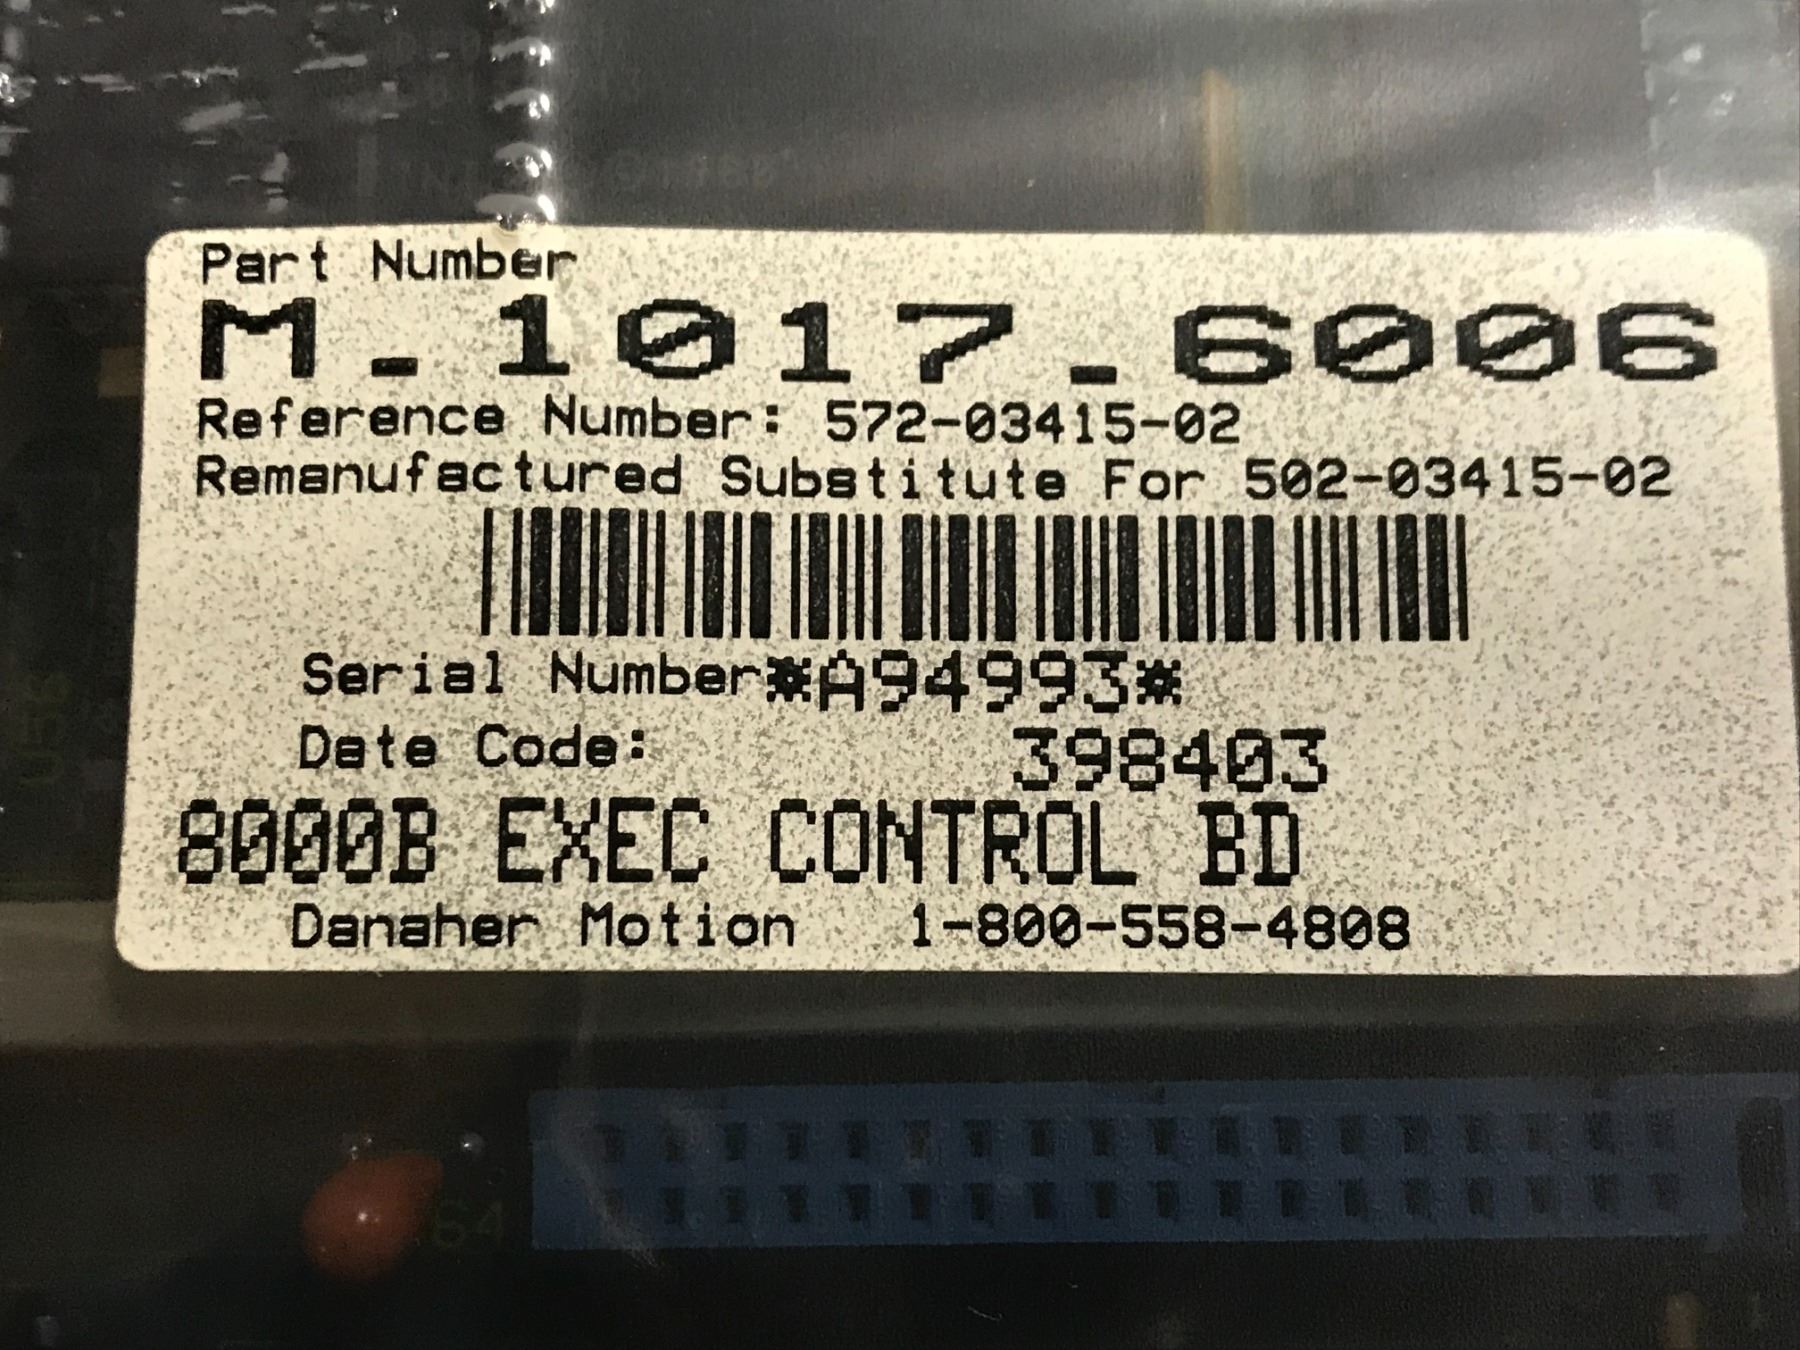 Part Number
M.1017.6006
Reference Number: 572-03415-02
Remanufactured Substitute For 502-03415-02
Serial Number*A94993*
Date Code: 398403
8000B EXEC CONTROL BD
Danaher Motion 1-800-558-4808
64